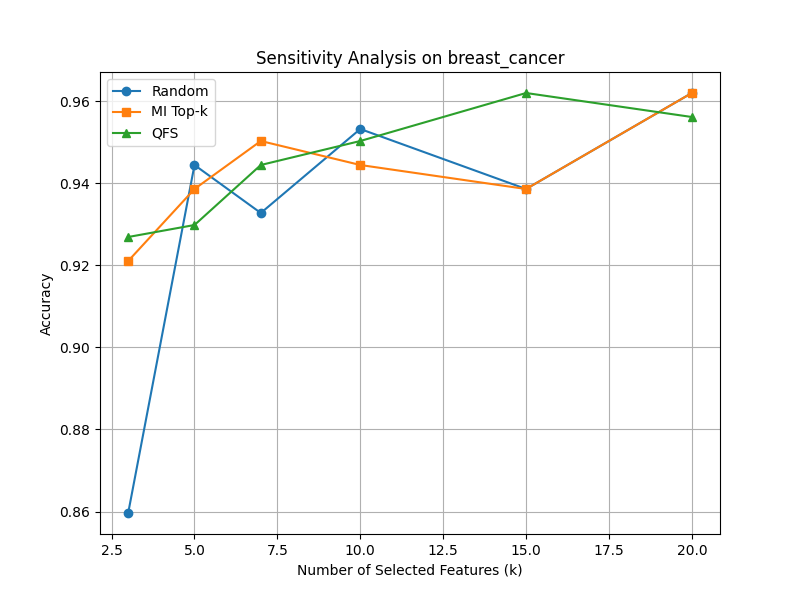 Sensitivity Analysis on breast_cancer
Random
MI Top-k
QFS
0.96
0.94
0.92
0.90
0.88
0.86
Accuracy
2.5 5.0 7.5 10.0 12.5 15.0 17.5 20.0
Number of Selected Features (k)